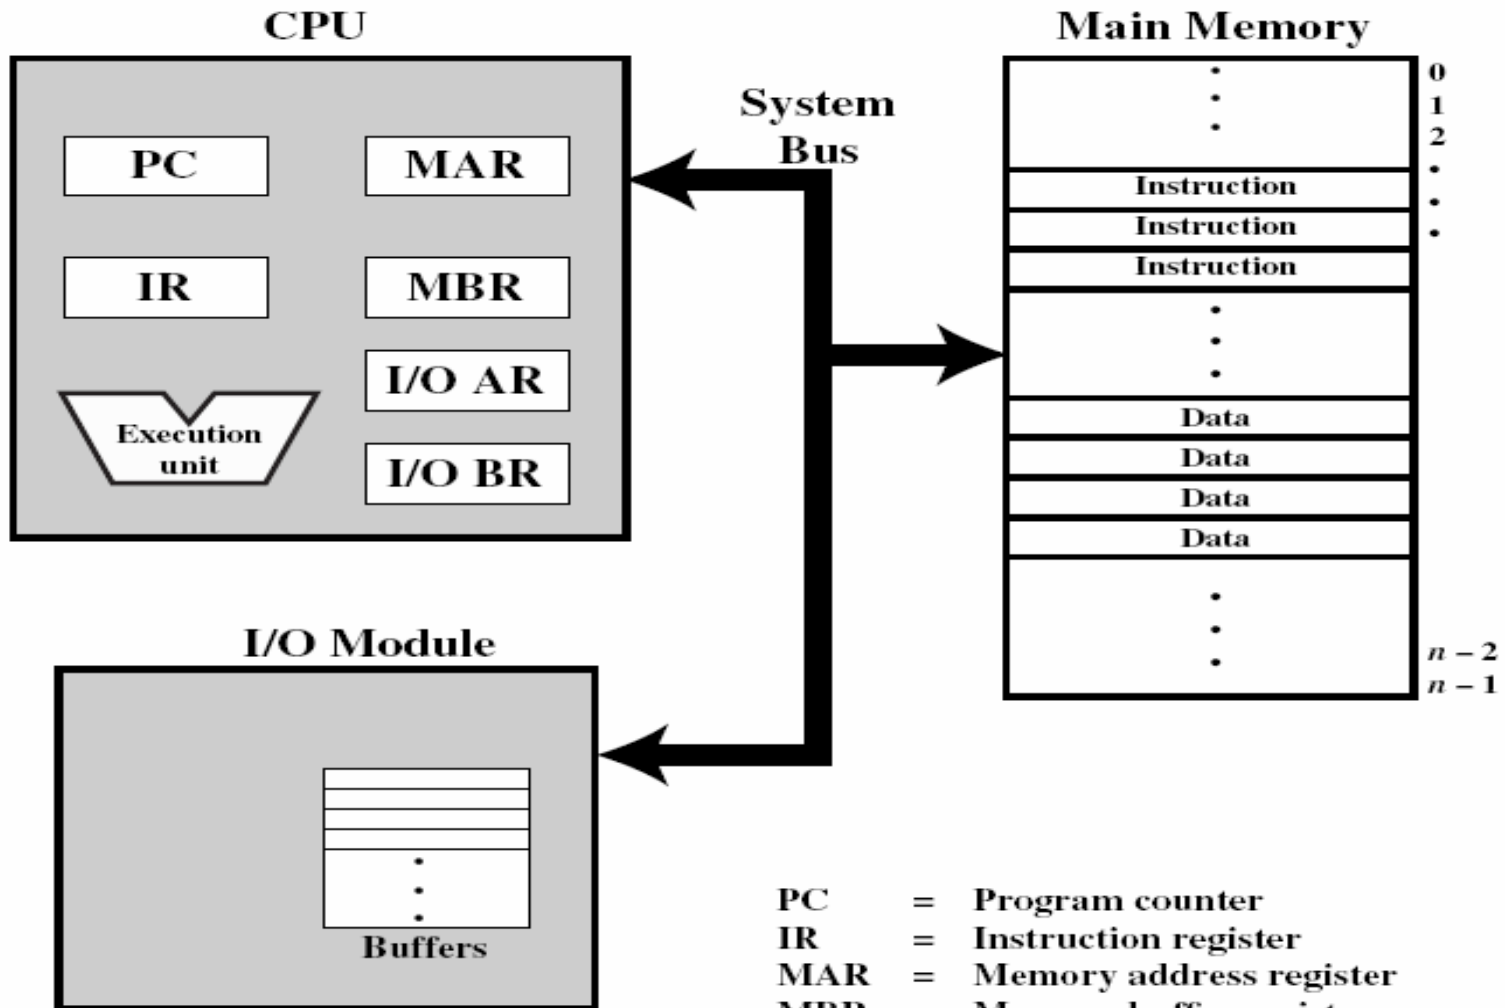 CPU
PC
MAR
IR
MBR
I/O AR
I/O BR
Execution
unit
System
Bus
Main Memory
0
1
2
Instruction
Instruction
Instruction
Data
Data
Data
Data
n – 2
n – 1
I/O Module
Buffers
PC = Program counter
IR = Instruction register
MAR = Memory address register